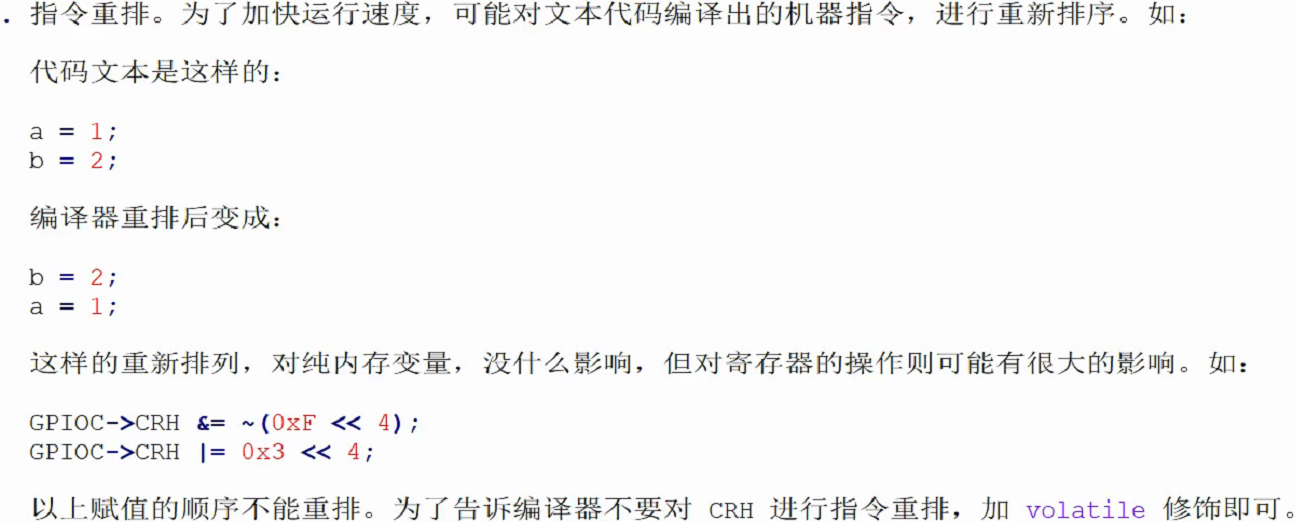 . 指令重排。为了加快运行速度，可能对文本代码编译出的机器指令，进行重新排序。如：
代码文本是这样的：
a = 1;
b = 2;
编译器重排后变成：
b = 2;
a = 1;
这样的重新排列，对纯内存变量，没什么影响，但对寄存器的操作则可能有很大的影响。如：
GPIOC->CRH &= ~(0xF << 4);
GPIOC->CRH |= 0x3 << 4;
以上赋值的顺序不能重排。为了告诉编译器不要对 CRH 进行指令重排，加 volatile 修饰即可。